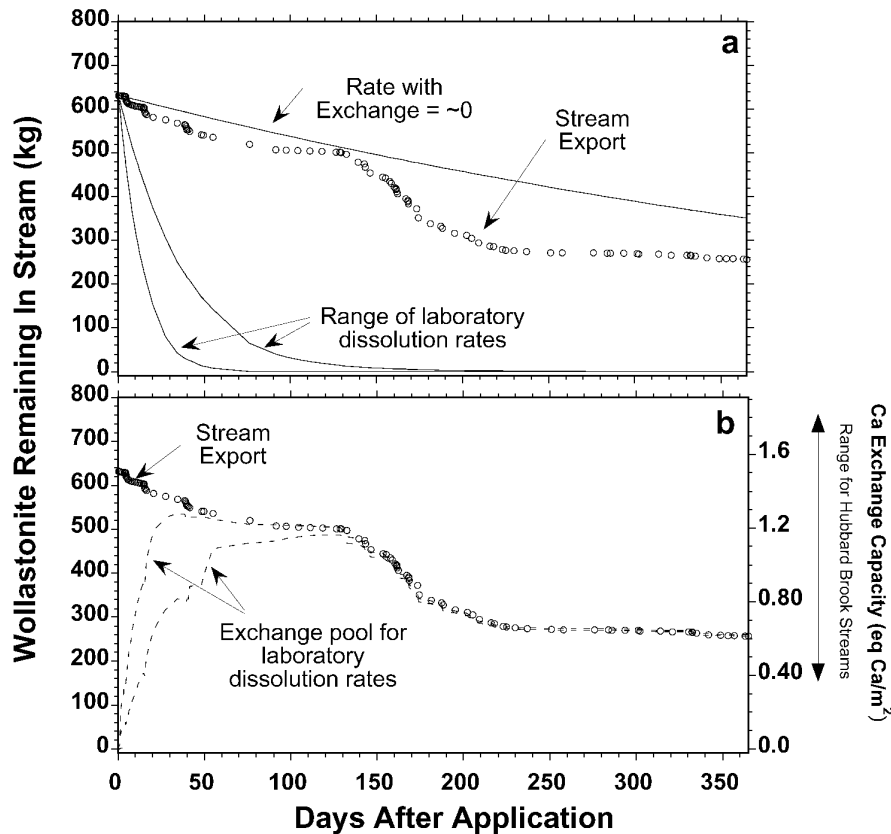 Wollastonite Remaining In Stream (kg)
800
700
600
500
400
300
200
100
0
a
Rate with
Exchange = ~0
Stream
Export
Range of laboratory
dissolution rates
800
700
600
500
400
300
200
100
0
b
Stream
Export
Exchange pool for
laboratory
dissolution rates
1.6
1.2
0.80
0.40
0.0
Range for Hubbard Brook Streams
Ca Exchange Capacity (eq Ca/m²)
0 50 100 150 200 250 300 350
Days After Application